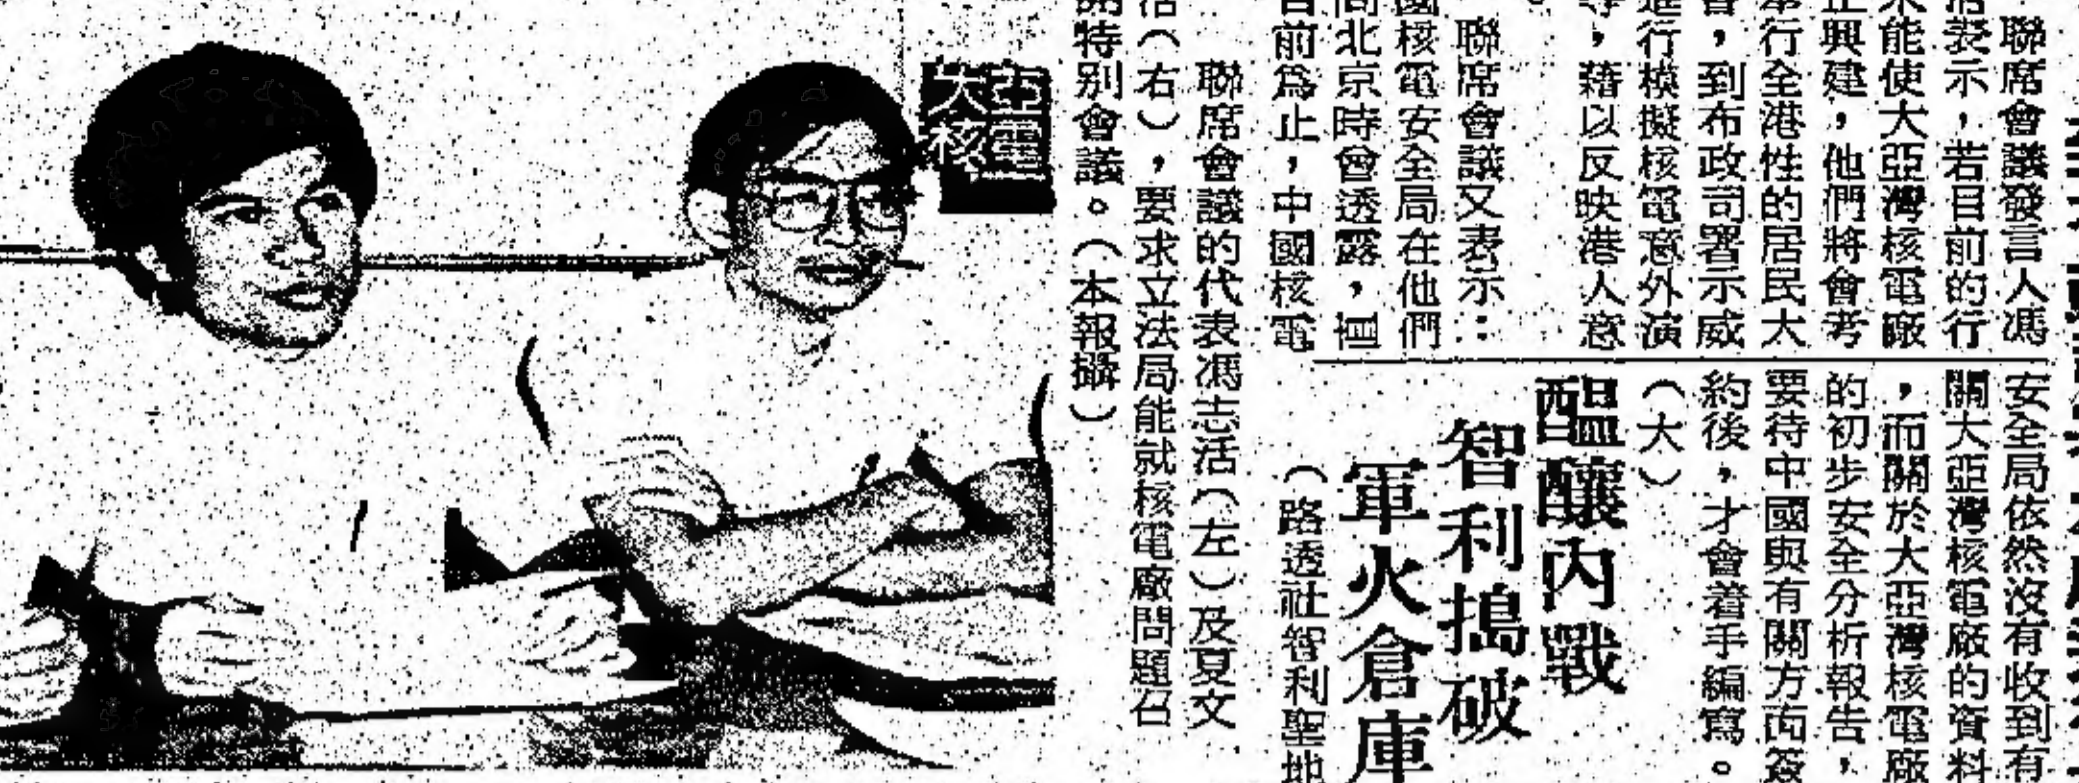 聯席會議發言人馮
志表示,若目前的行
未能使大亞灣核電廠
止興建,他們將會考
舉行全港性的居民大
會,到布政司署示威
進行模擬核電意外演
等,藉以反映港人意
聯席會議又表示:
國核電安全局在他們
問北京時曾透露,
目前為止,中國核電
安全局依然沒有收到有
關大亞灣核電廠的資料
,而關於大亞灣核電廠
的初步安全分析報告,
要待中國與有關方面簽
約後,才會着手編寫。
(大)
醞釀內戰
智利搗破
軍火倉庫
(路透社智利聖地
聯席會議的代表馮志活(左)及夏文
活(右),要求立法局能就核電廠問題召
開特別會議。(本報攝)
亞電
大核